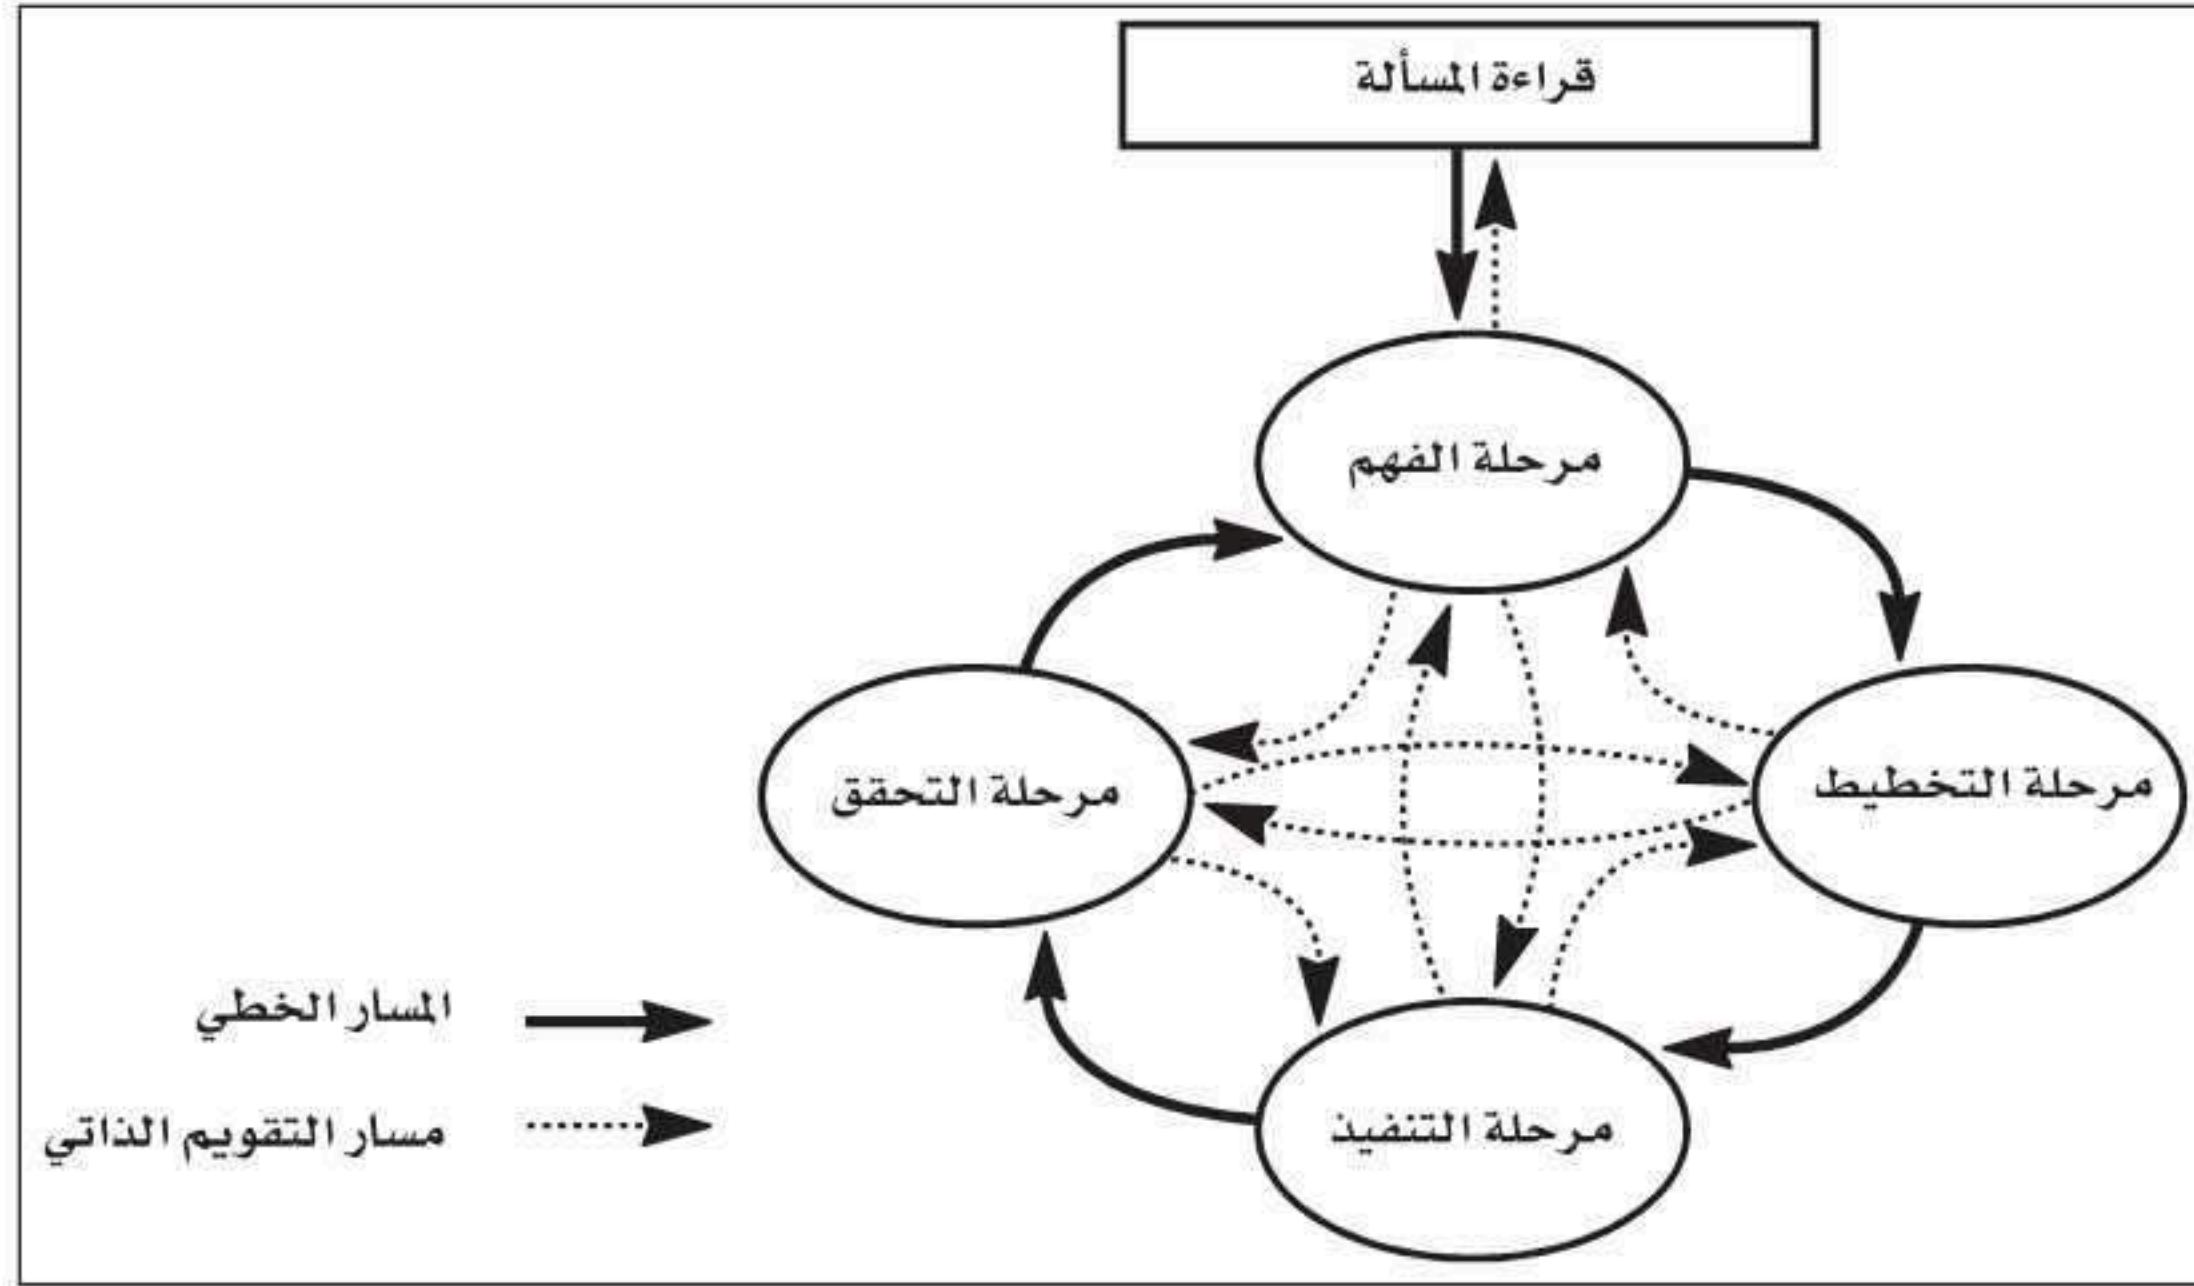 قراءة المسألة
مرحلة الفهم
مرحلة التخطيط
مرحلة التحقق
مرحلة التنفيذ
المسار الخطي
مسار التقويم الذاتي